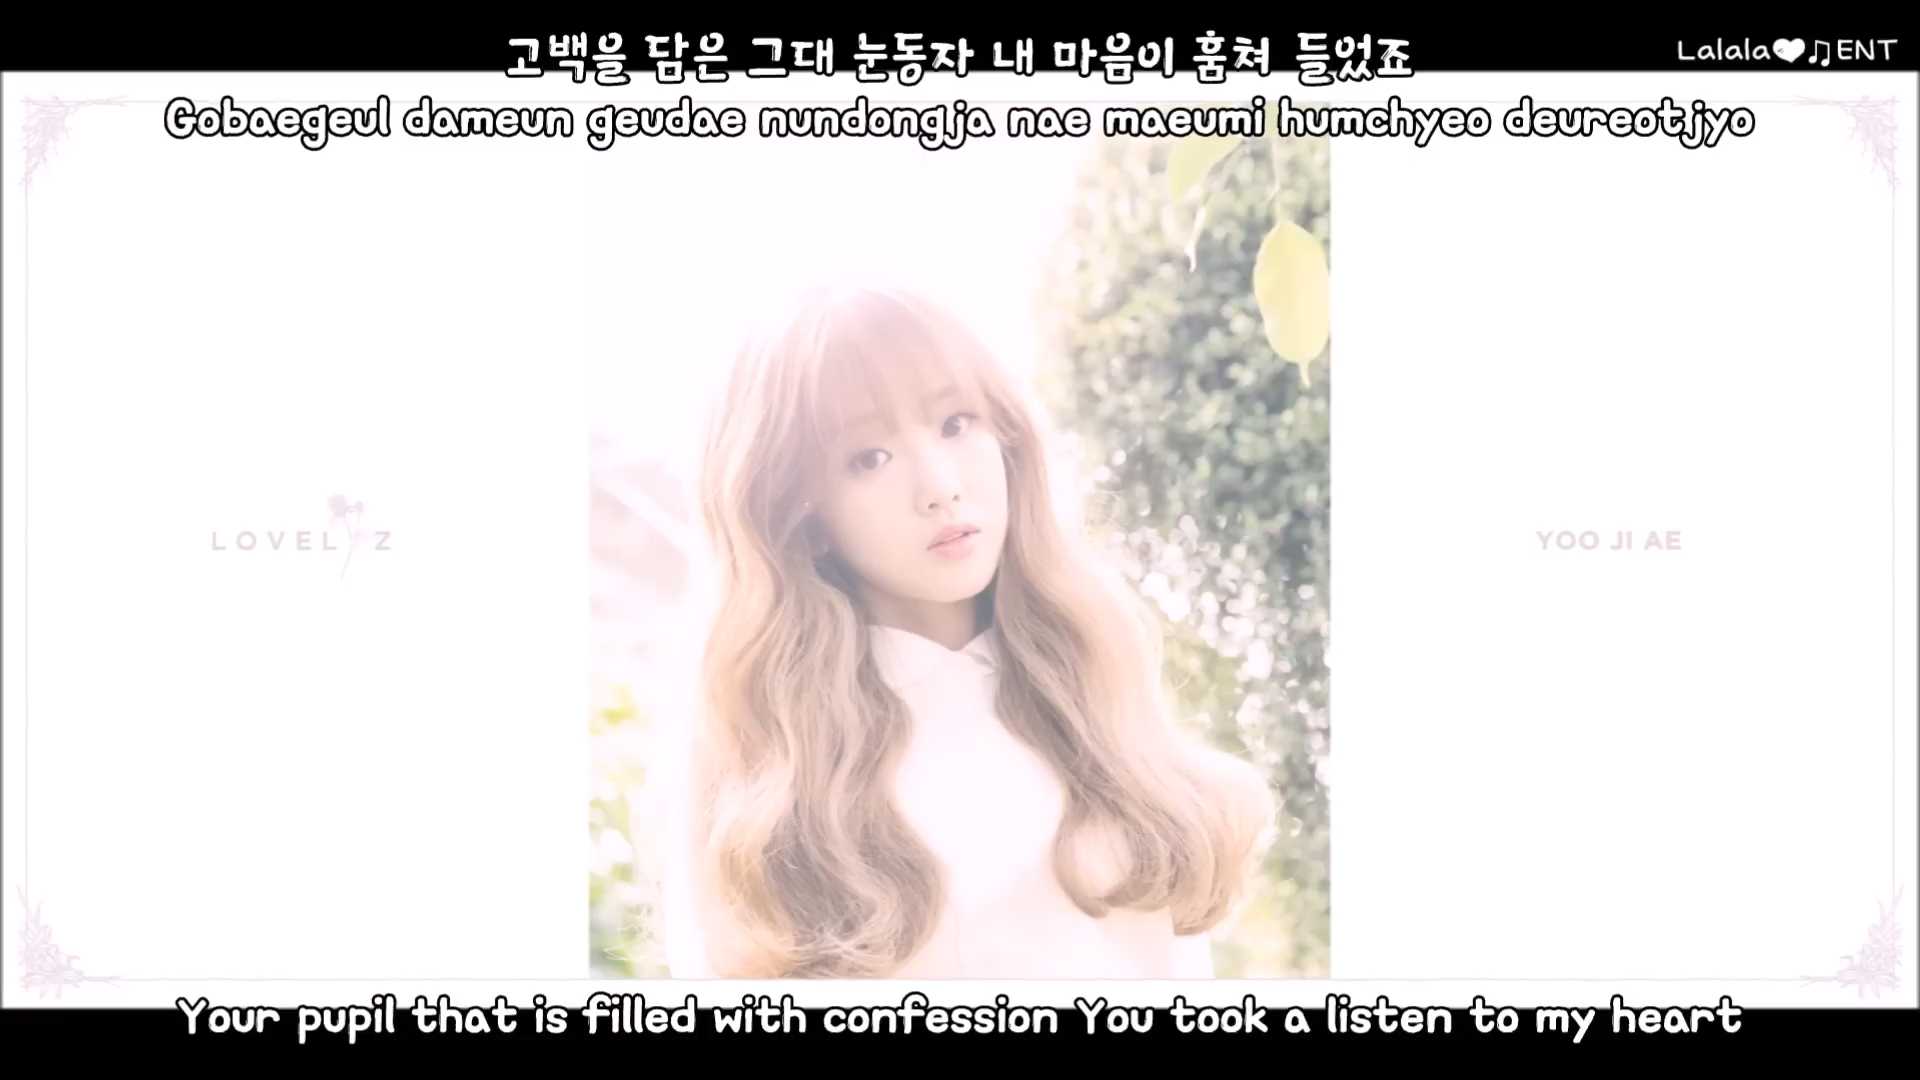 고백을 담은 그대 눈동자 내 마음이 훔쳐 들었죠
Lalala❤♫ENT
Gobaegeul dameun geudae nundongja nae maeumi humchyeo deureotjyo
LOVELYZ
YOO JI AE
Your pupil that is filled with confession You took a listen to my heart